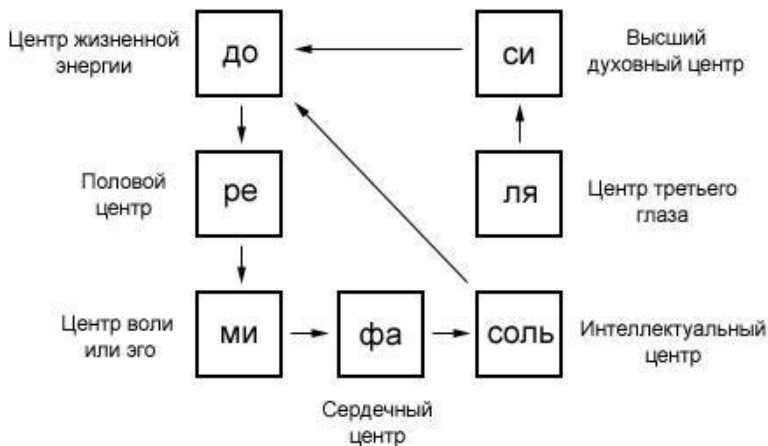 Центр жизненной
энергии
до
си
Высший
духовный центр
Половой
центр
ре
ля
Центр третьего
глаза
Центр воли
или эго
ми
фа
соль
Интеллектуальный
центр
Сердечный
центр